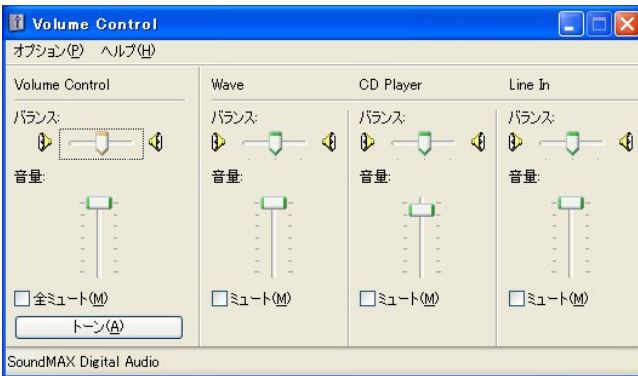 Volume Control
オプション(P) ヘルプ(H)
Volume Control
バランス:
音量:
全ミュート(M)
トーン(A)
Wave
バランス:
音量:
ミュート(M)
CD Player
バランス:
音量:
ミュート(M)
Line In
バランス:
音量:
ミュート(M)
SoundMAX Digital Audio